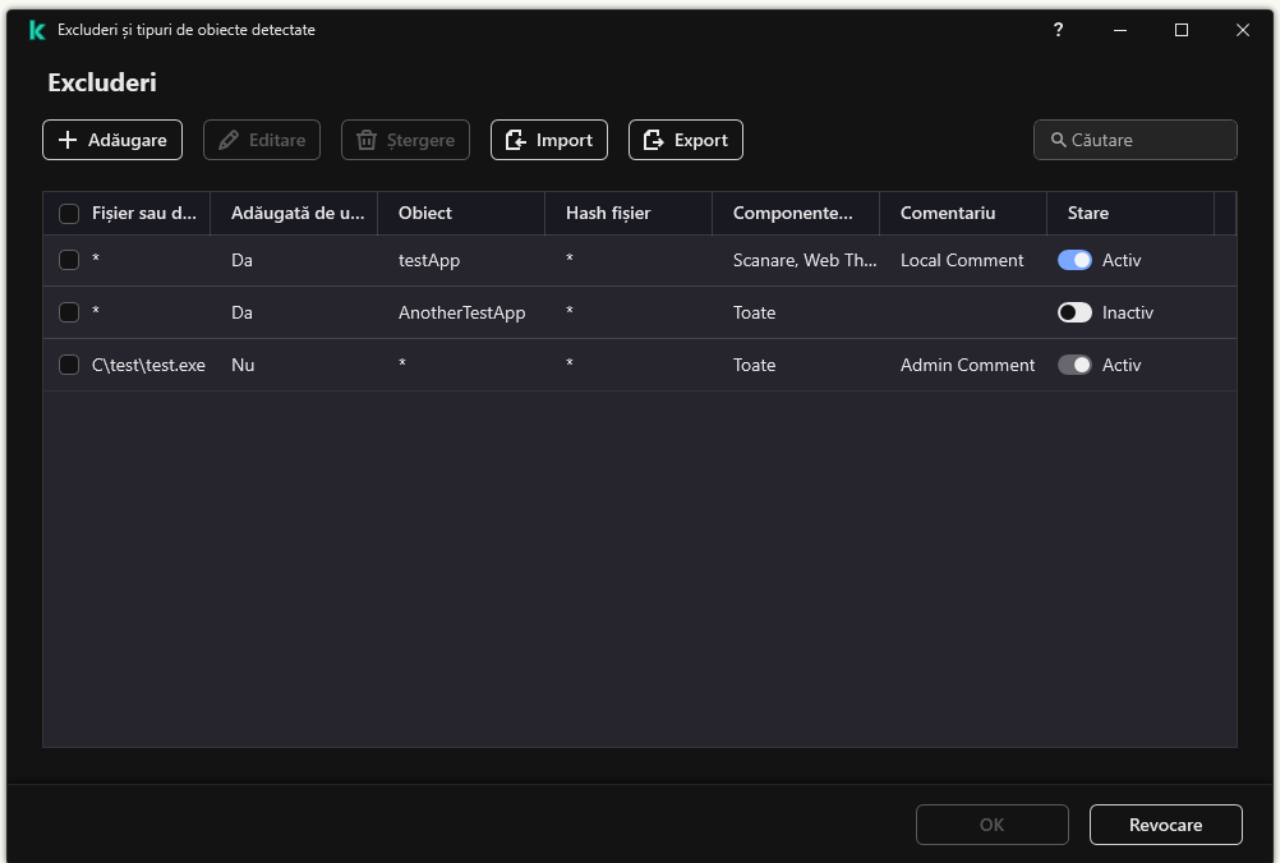 Excluderi și tipuri de obiecte detectate ?
Excluderi
Adăugare Editare Ștergere Import Export Căutare
Fișier sau d... Adăugată de u... Obiect Hash fișier Componente... Comentariu Stare
* Da testApp * Scanare, Web Th... Local Comment Activ
* Da AnotherTestApp * Toate Inactiv
C\test\test.exe Nu * * Toate Admin Comment Activ
OK Revocare